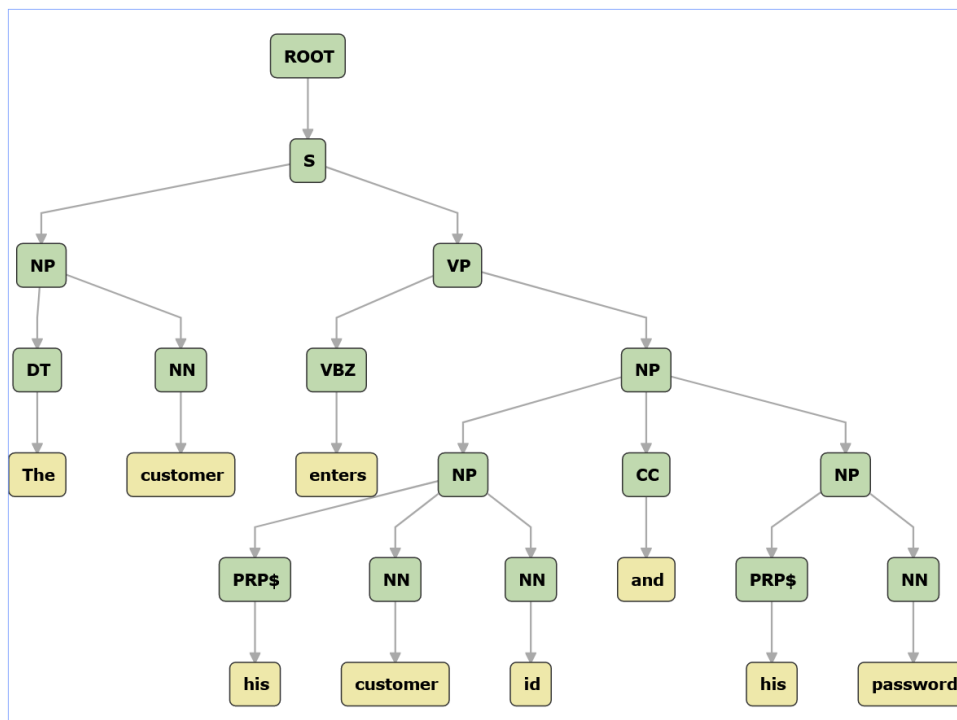 ROOT
S
NP VP
DT NN VBZ NP
The customer enters NP CC NP
PRP$ NN NN and PRP$ NN
his customer id his password